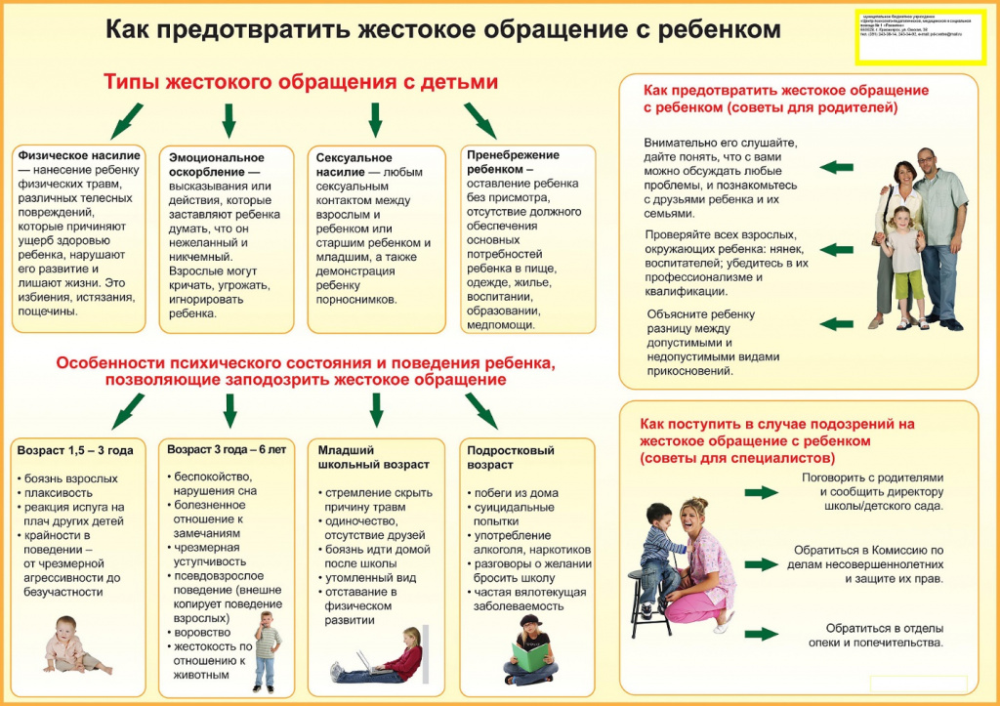 Как предотвратить жестокое обращение с ребенком
Типы жестокого обращения с детьми
Физическое насилие
— нанесение ребенку
физических травм,
различных телесных
повреждений,
которые причиняют
ущерб здоровью
ребенка, нарушают
его развитие и
лишают жизни. Это
избиения, истязания,
пощечины.
Эмоциональное
оскорбление —
высказывания или
действия, которые
заставляют ребенка
думать, что он
нежеланный и
никчемный.
Взрослые могут
кричать, угрожать,
игнорировать
ребенка.
Сексуальное
насилие — любым
сексуальным
контактом между
взрослым и
ребенком или
старшим ребенком и
младшим, а также
демонстрация
ребенку
порноснимков.
Пренебрежение
ребенком –
оставление ребенка
без присмотра,
отсутствие должного
обеспечения
основных
потребностей
ребенка в пище,
одежде, жилье,
воспитании,
образовании,
медпомощи.
Особенности психического состояния и поведения ребенка,
позволяющие заподозрить жестокое обращение
Возраст 1,5 – 3 года
• боязнь взрослых
• плаксивость
• реакция испуга на
плач других детей
• крайности в
поведении –
от чрезмерной
агрессивности до
безучастности
Возраст 3 года – 6 лет
• беспокойство,
нарушения сна
• болезненное
отношение к
замечаниям
• чрезмерная
уступчивость
• псевдовзрослое
поведение (внешне
копирует поведение
взрослых)
• воровство
• жестокость по
отношению к
животным
Младший
школьный возраст
• стремление скрыть
причину травм
• одиночество,
отсутствие друзей
• боязнь идти домой
после школы
• утомленный вид
• отставание в
физическом
развитии
Подростковый
возраст
• побеги из дома
• суицидальные
попытки
• употребление
алкоголя, наркотиков
• разговоры о желании
бросить школу
• частая вялотекущая
заболеваемость
Как предотвратить жестокое обращение
с ребенком (советы для родителей)
Внимательно его слушайте,
дайте понять, что с вами
можно обсуждать любые
проблемы, и познакомьтесь
с друзьями ребенка и их
семьями.
Проверяйте всех взрослых,
окружающих ребенка: нянек,
воспитателей; убедитесь в их
профессионализме и
квалификации.
Объясните ребенку
разницу между
допустимыми и
недопустимыми видами
прикосновений.
Как поступить в случае подозрений на
жестокое обращение с ребенком
(советы для специалистов)
Поговорить с родителями
и сообщить директору
школы/детского сада.
Обратиться в Комиссию по
делам несовершеннолетних
и защите их прав.
Обратиться в отделы
опеки и попечительства.